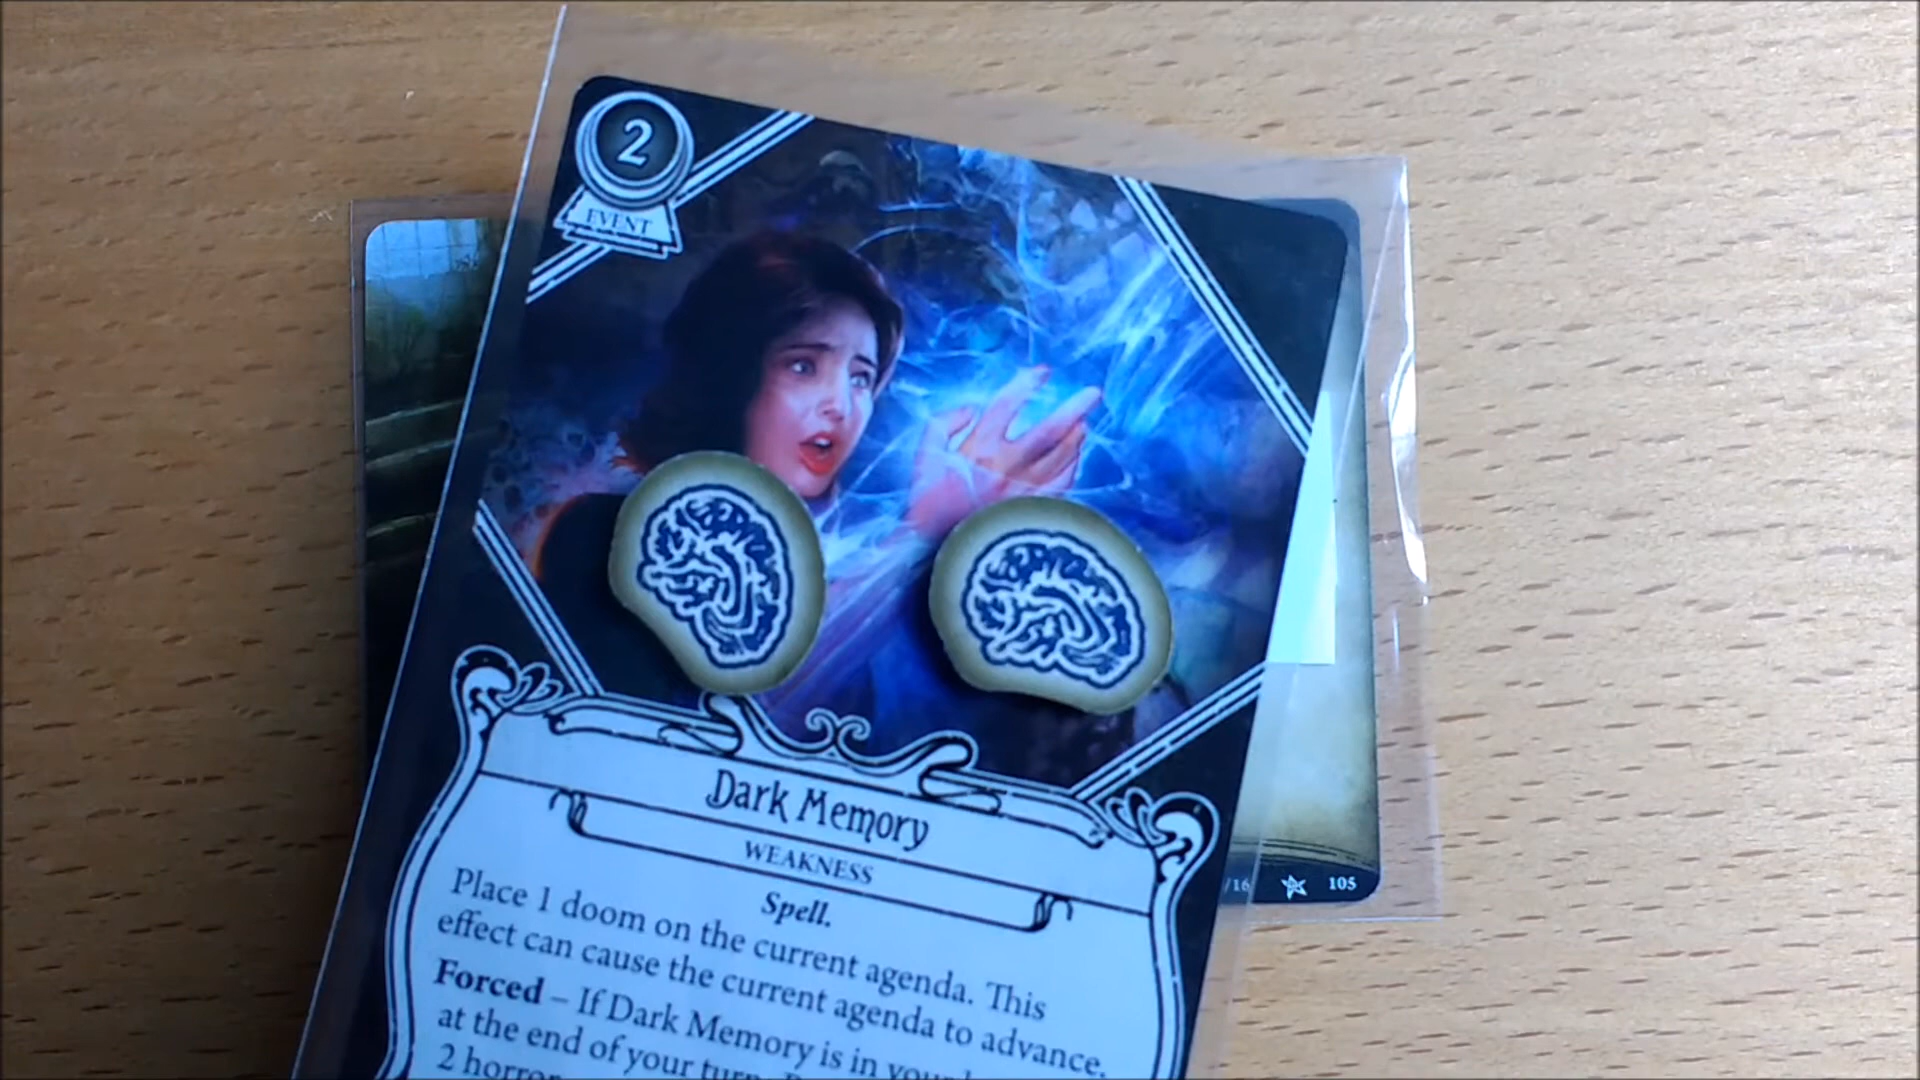 2
EVENT
Dark Memory
WEAKNESS
Spell.
Place 1 doom on the current agenda. This
effect can cause the current agenda to advance.
Forced – If Dark Memory is in your
at the end of your turn,
2 horror
/16 105